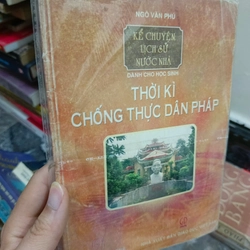 NGÔ VĂN PHÚ
KỂ CHUYỆN
LỊCH SỬ
NƯỚC NHÀ
DÀNH CHO HỌC SINH
THỜI KÌ
CHỐNG THỰC DÂN PHÁP